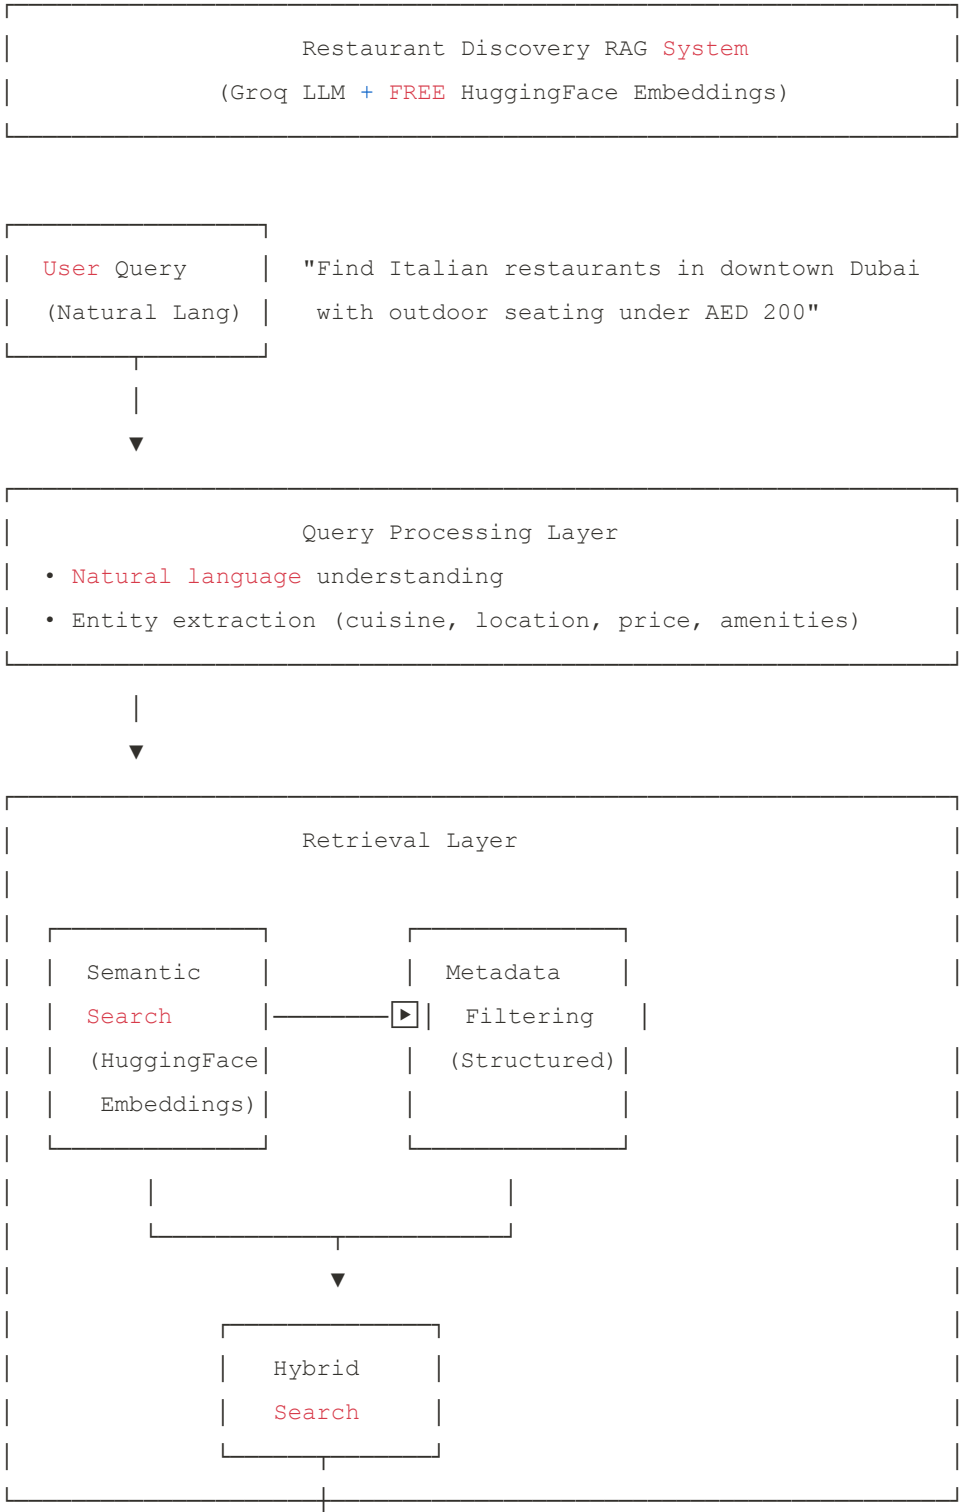 Restaurant Discovery RAG System
(Groq LLM + FREE HuggingFace Embeddings)
User Query
(Natural Lang)
"Find Italian restaurants in downtown Dubai
with outdoor seating under AED 200"
Query Processing Layer
• Natural language understanding
• Entity extraction (cuisine, location, price, amenities)
Retrieval Layer
Semantic
Search
(HuggingFace
Embeddings)
Metadata
Filtering
(Structured)
Hybrid
Search